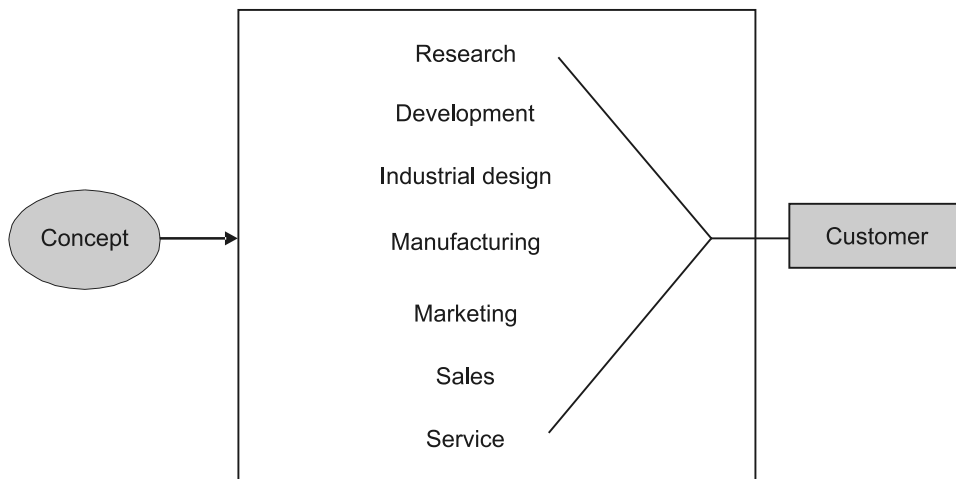 Research
Development
Industrial design
Concept
Manufacturing
Customer
Marketing
Sales
Service